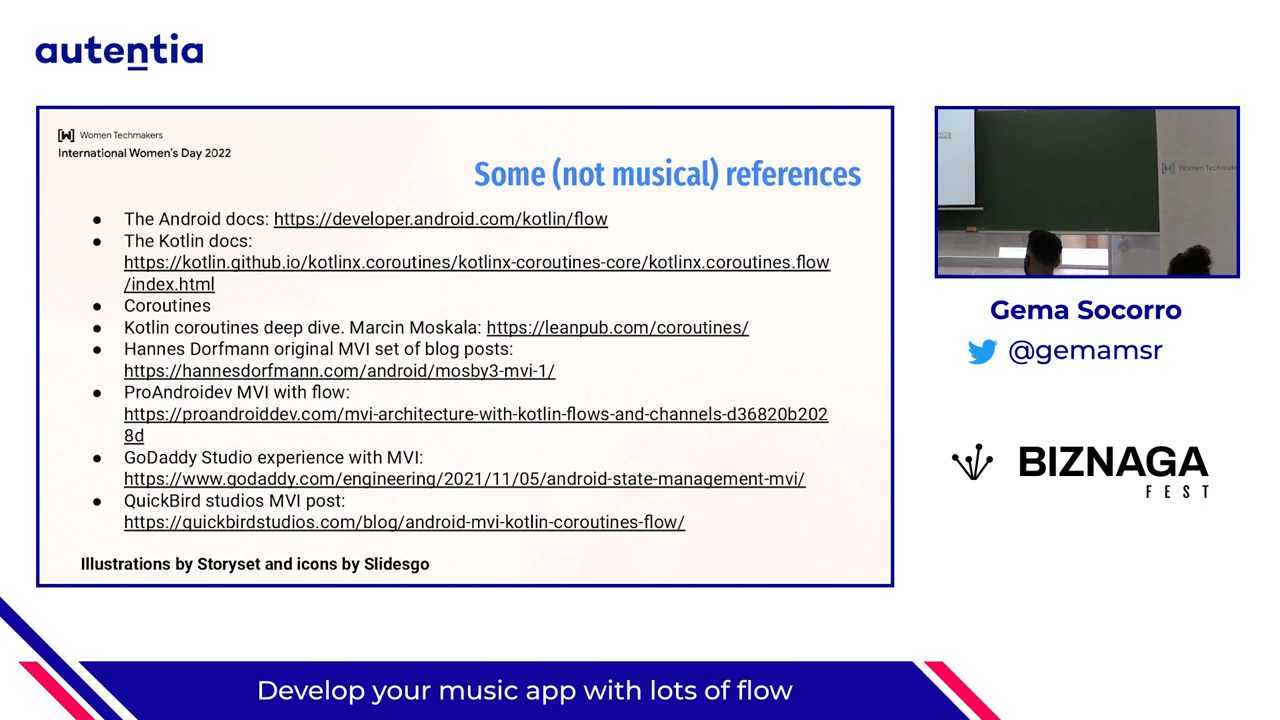 autentia
[W] Women Techmakers
International Women's Day 2022
Some (not musical) references
● The Android docs: https://developer.android.com/kotlin/flow
● The Kotlin docs:
https://kotlin.github.io/kotlinx.coroutines/kotlinx-coroutines-core/kotlinx.coroutines.flow
/index.html
● Coroutines
● Kotlin coroutines deep dive. Marcin Moskala: https://leanpub.com/coroutines/
● Hannes Dorfmann original MVI set of blog posts:
https://hannesdorfmann.com/android/mosby3-mvi-1/
● ProAndroidev MVI with flow:
https://proandroiddev.com/mvi-architecture-with-kotlin-flows-and-channels-d36820b202
8d
● GoDaddy Studio experience with MVI:
https://www.godaddy.com/engineering/2021/11/05/android-state-management-mvi/
● QuickBird studios MVI post:
https://quickbirdstudios.com/blog/android-mvi-kotlin-coroutines-flow/
Illustrations by Storyset and icons by Slidesgo
Women Techmak
Gema Socorro
@gemamsr
BIZNAGA
FEST
Develop your music app with lots of flow